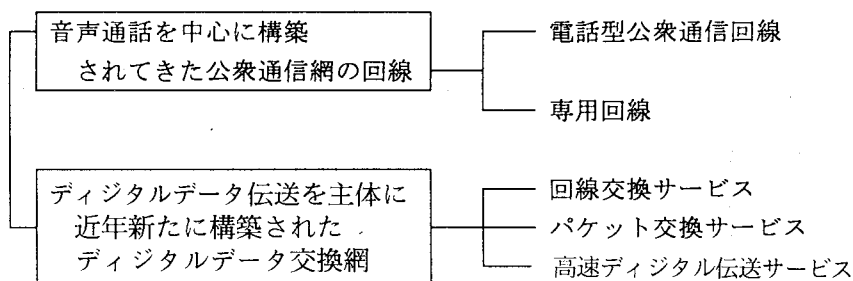 音声通話を中心に構築
されてきた公衆通信網の回線
電話型公衆通信回線
専用回線
ディジタルデータ伝送を主体に
近年新たに構築された
ディジタルデータ交換網
回線交換サービス
パケット交換サービス
高速ディジタル伝送サービス